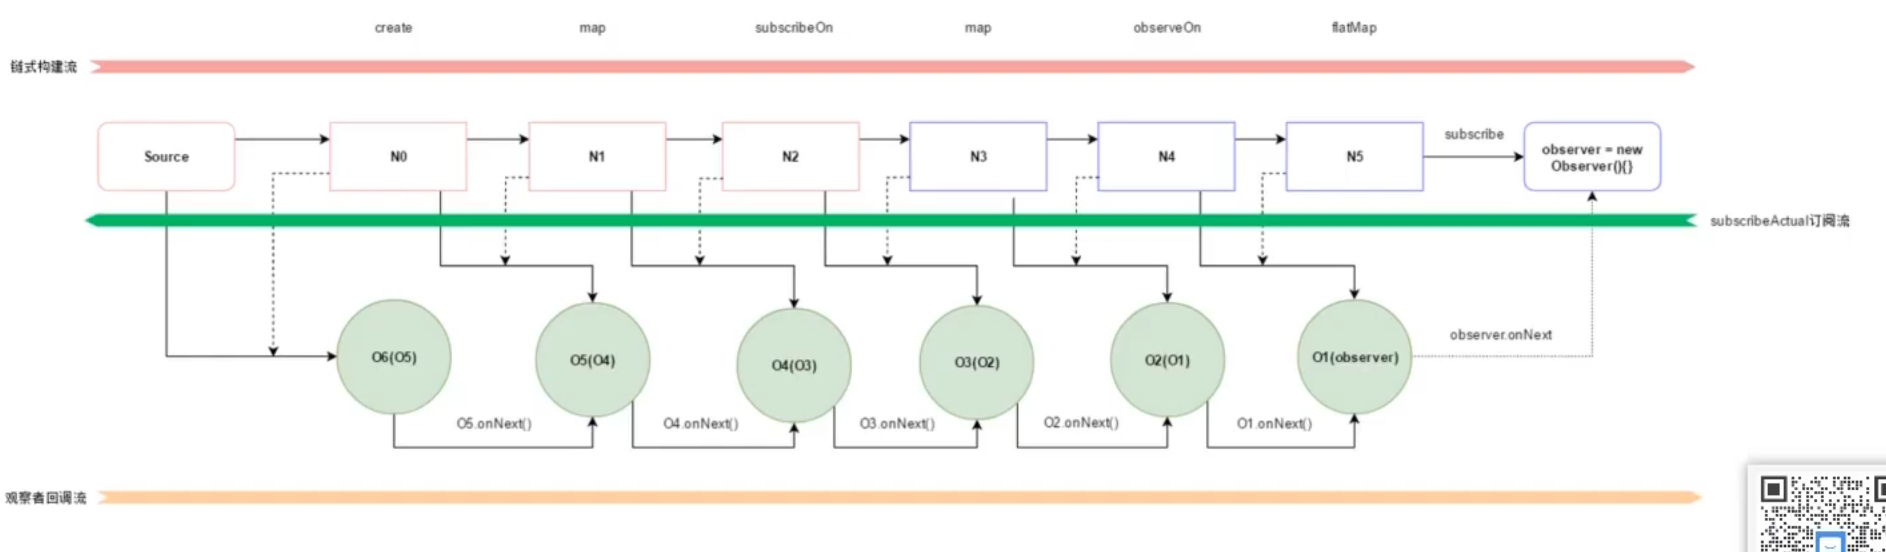 create
map
subscribeOn
map
observeOn
flatMap
链式构建流
Source
N0
N1
N2
N3
N4
N5
subscribe
observer = new
Observer(){}
subscribeActual订阅流
O6(O5)
O5(O4)
O4(O3)
O3(O2)
O2(O1)
O1(observer)
observer.onNext
O5.onNext()
O4.onNext()
O3.onNext()
O2.onNext()
O1.onNext()
观察者回调流